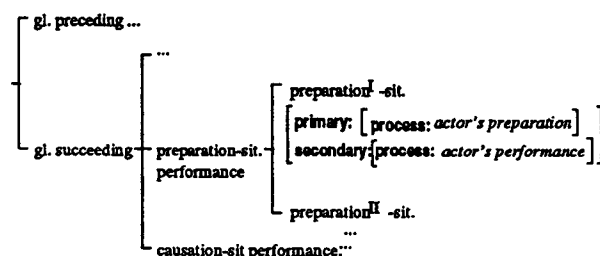 gl. preceding ...
...
preparation I -sit.
primary: [process: actor's preparation]
gl. succeeding
preparation-sit.
secondary:[process: actor's performance]
performance
preparation II -sit.
...
causation-sit performance: ...